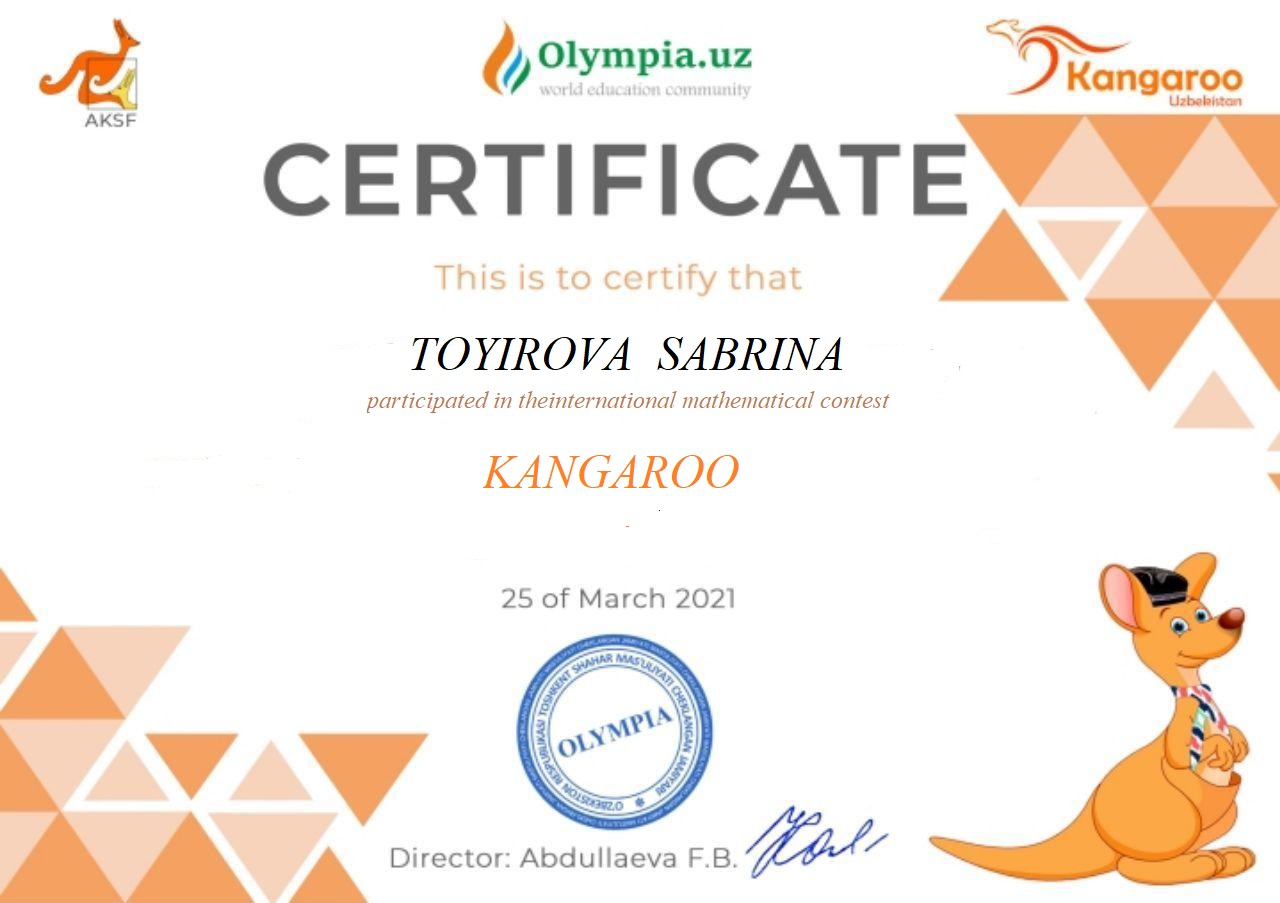 AKSF
Olympia.uz
world education community
Kangaroo
Uzbekistan
CERTIFICATE
This is to certify that
TOYIROVA SABRINA
participated in theinternational mathematical contest
KANGAROO
25 of March 2021
O'ZBEKISTON RESPUBLIKASI TOSHKENT SHAHAR MAS'ULIYATI CHEKLANGAN JAMIYATI
OLYMPIA
Director: Abdullaeva F.B.